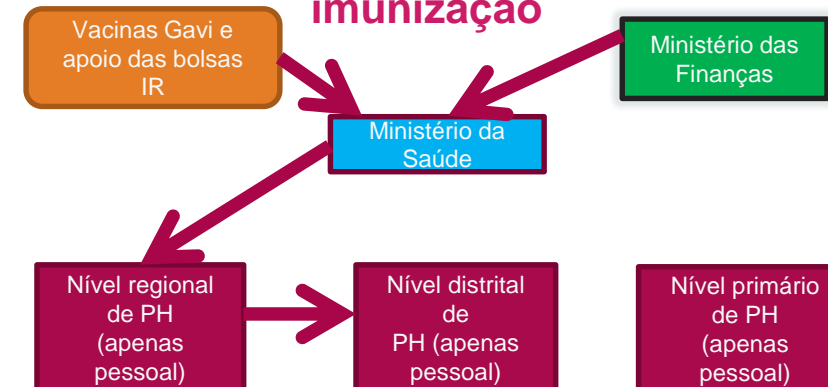 imunização
Vacinas Gavi e
apoio das bolsas
IR
Ministério das
Finanças
Ministério da
Saúde
Nível regional
de PH
(apenas
pessoal)
Nível distrital
de
PH (apenas
pessoal)
Nível primário
de PH
(apenas
pessoal)